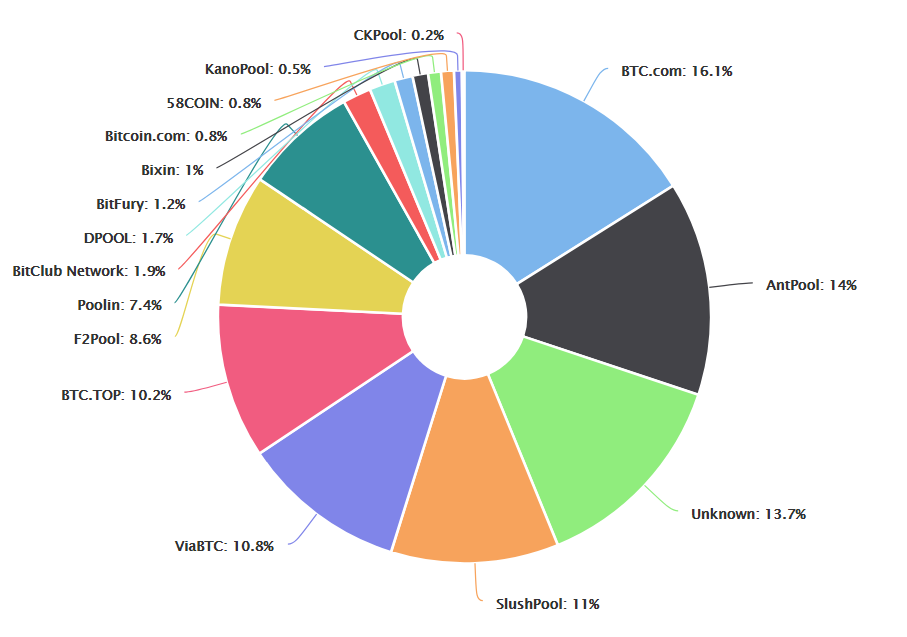 CKPool: 0.2%
KanoPool: 0.5%
BTC.com: 16.1%
58COIN: 0.8%
Bitcoin.com: 0.8%
Bixin: 1%
BitFury: 1.2%
DPOOL: 1.7%
BitClub Network: 1.9%
AntPool: 14%
Poolin: 7.4%
F2Pool: 8.6%
BTC.TOP: 10.2%
Unknown: 13.7%
ViaBTC: 10.8%
SlushPool: 11%